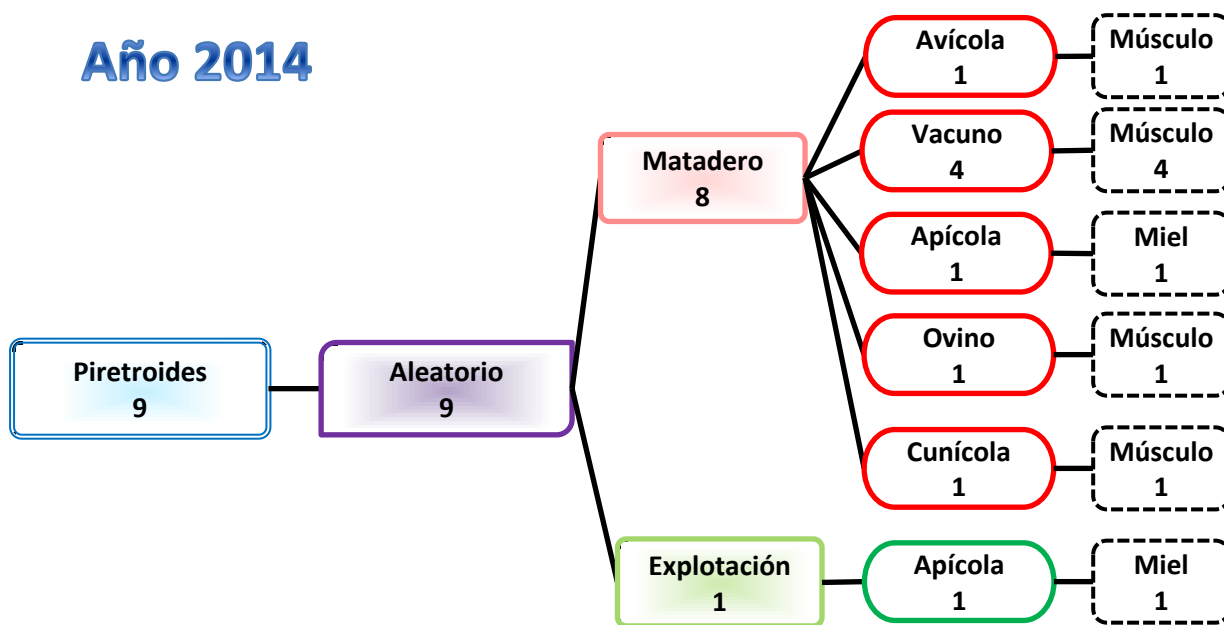 Año 2014
Piretroides
9
Aleatorio
9
Matadero
8
Avícola
1
Músculo
1
Vacuno
4
Músculo
4
Apícola
1
Miel
1
Ovino
1
Músculo
1
Cunícola
1
Músculo
1
Explotación
1
Apícola
1
Miel
1